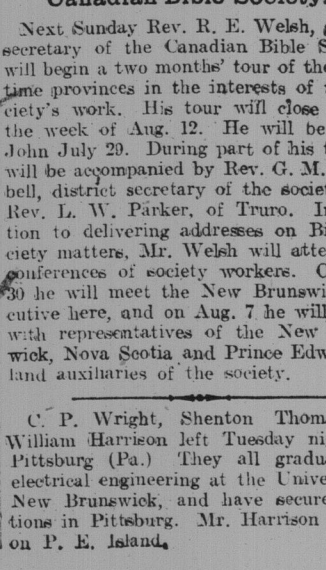 Canadian Bible Society.
Next Sunday Rev. R. E. Welsh,
secretary of the Canadian Bible S
will begin a two months' tour of the
time provinces in the interests of
ciety's work. His tour will close
the week of Aug. 12. He will be
John July 29. During part of his t
will be accompanied by Rev. G. M.
bell, district secretary of the socie
Rev. L. W. Parker, of Truro. I
tion to delivering addresses on Bi
ciety matters, Mr. Welsh will atte
conferences of society workers. O
30 he will meet the New Brunswi
cutive here, and on Aug. 7 he will
with representatives of the New
wick, Nova Scotia and Prince Edw
land auxiliaries of the society.
C. P. Wright, Shenton Thom
William Harrison left Tuesday ni
Pittsburg (Pa.) They all gradu
electrical engineering at the Unive
New Brunswick, and have secure
tions in Pittsburg. Mr. Harrison
on P. E. Island.